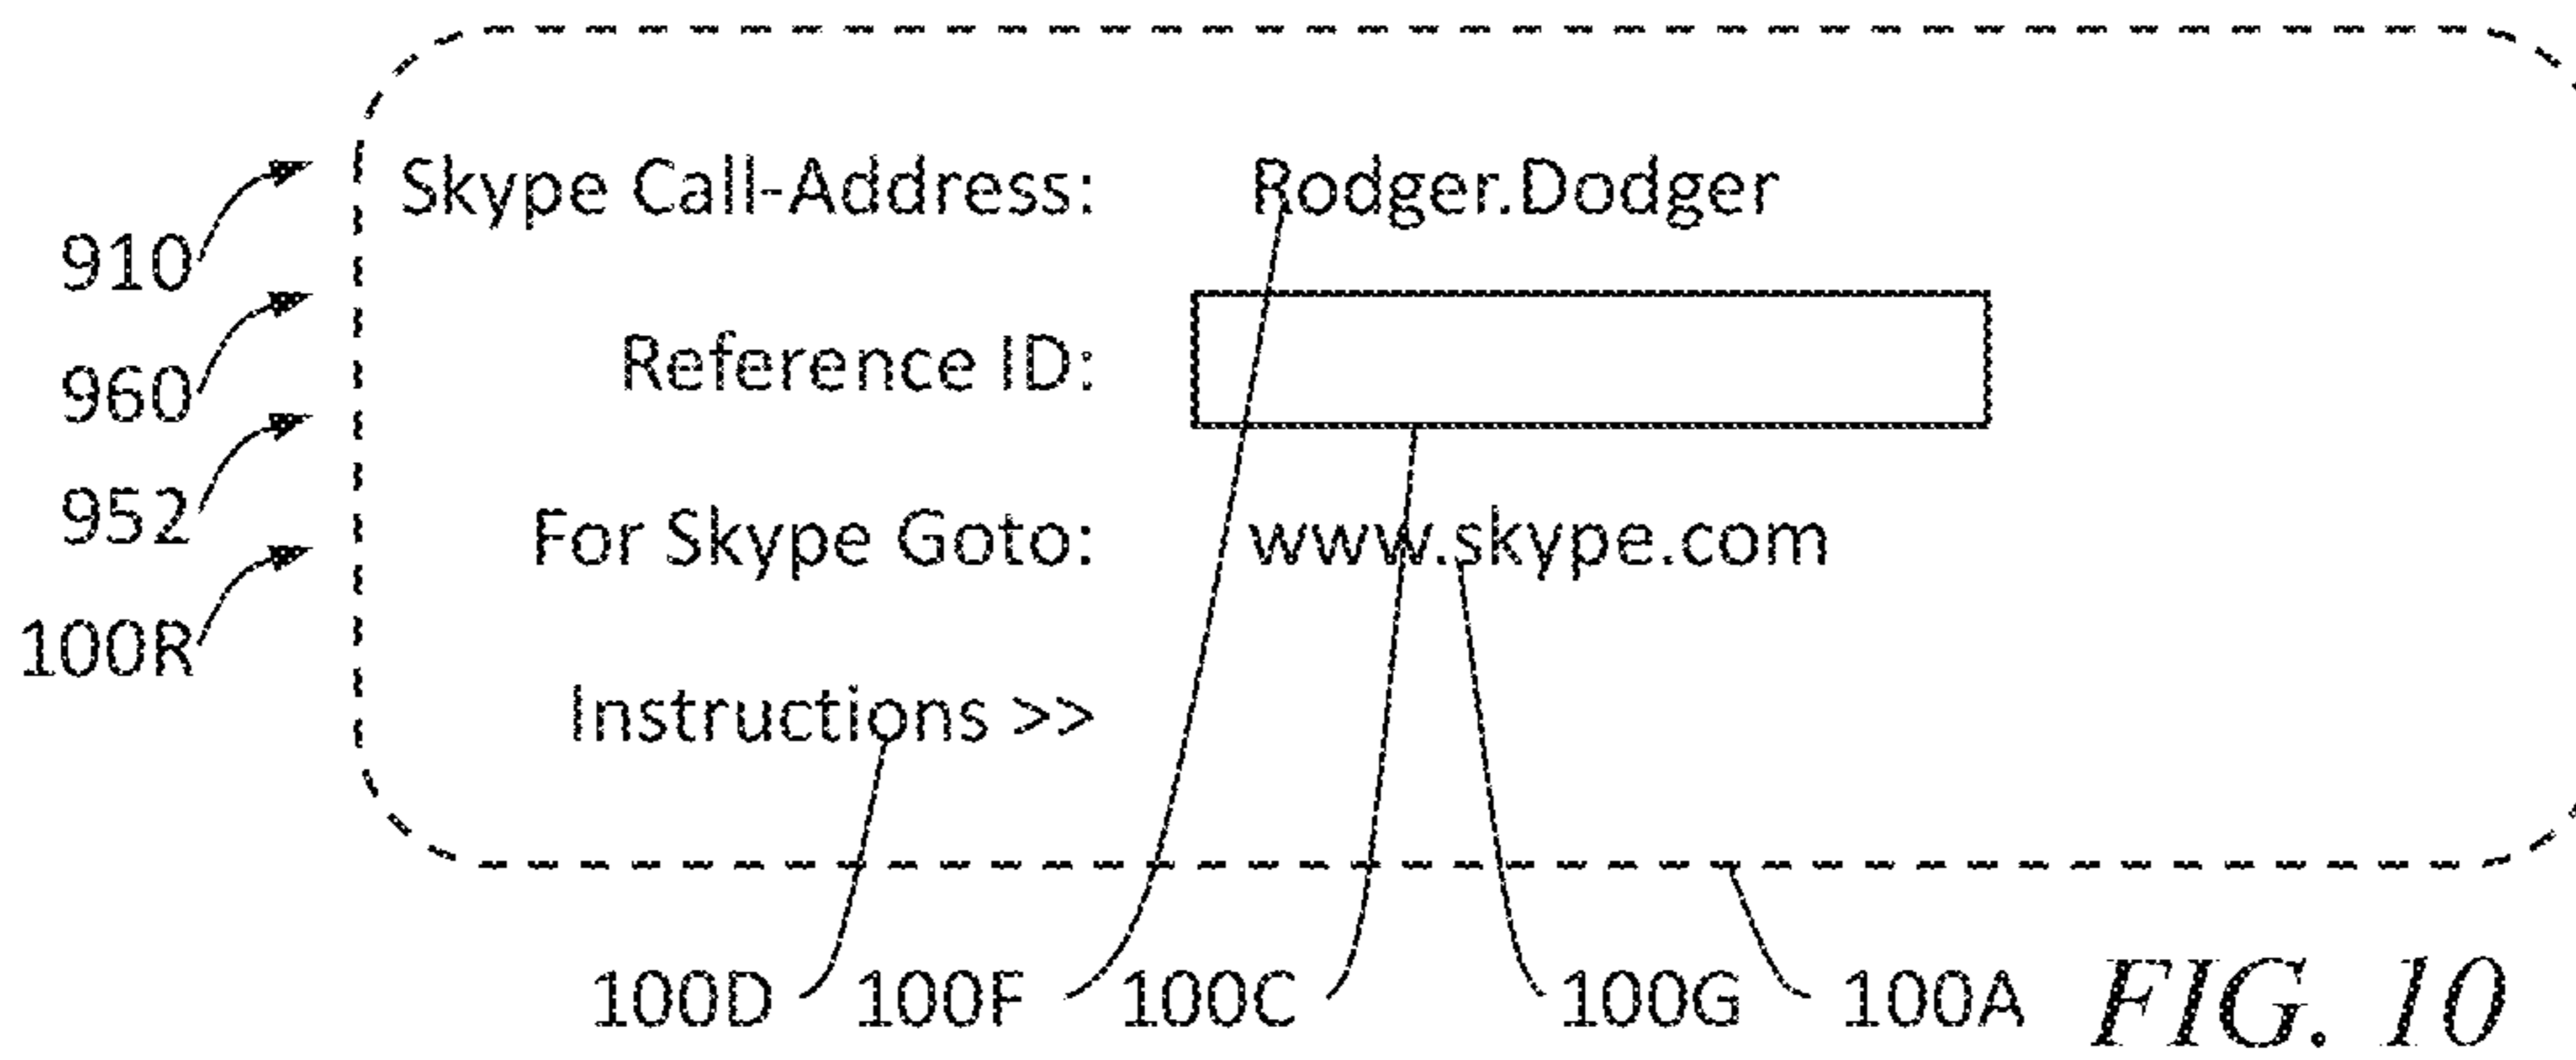 Skype Call-Address: Rodger.Dodger
910
960
Reference ID:
952
For Skype Goto: www.skype.com
100R
Instructions >>
100D 100F 100C 100G 100A FIG. 10